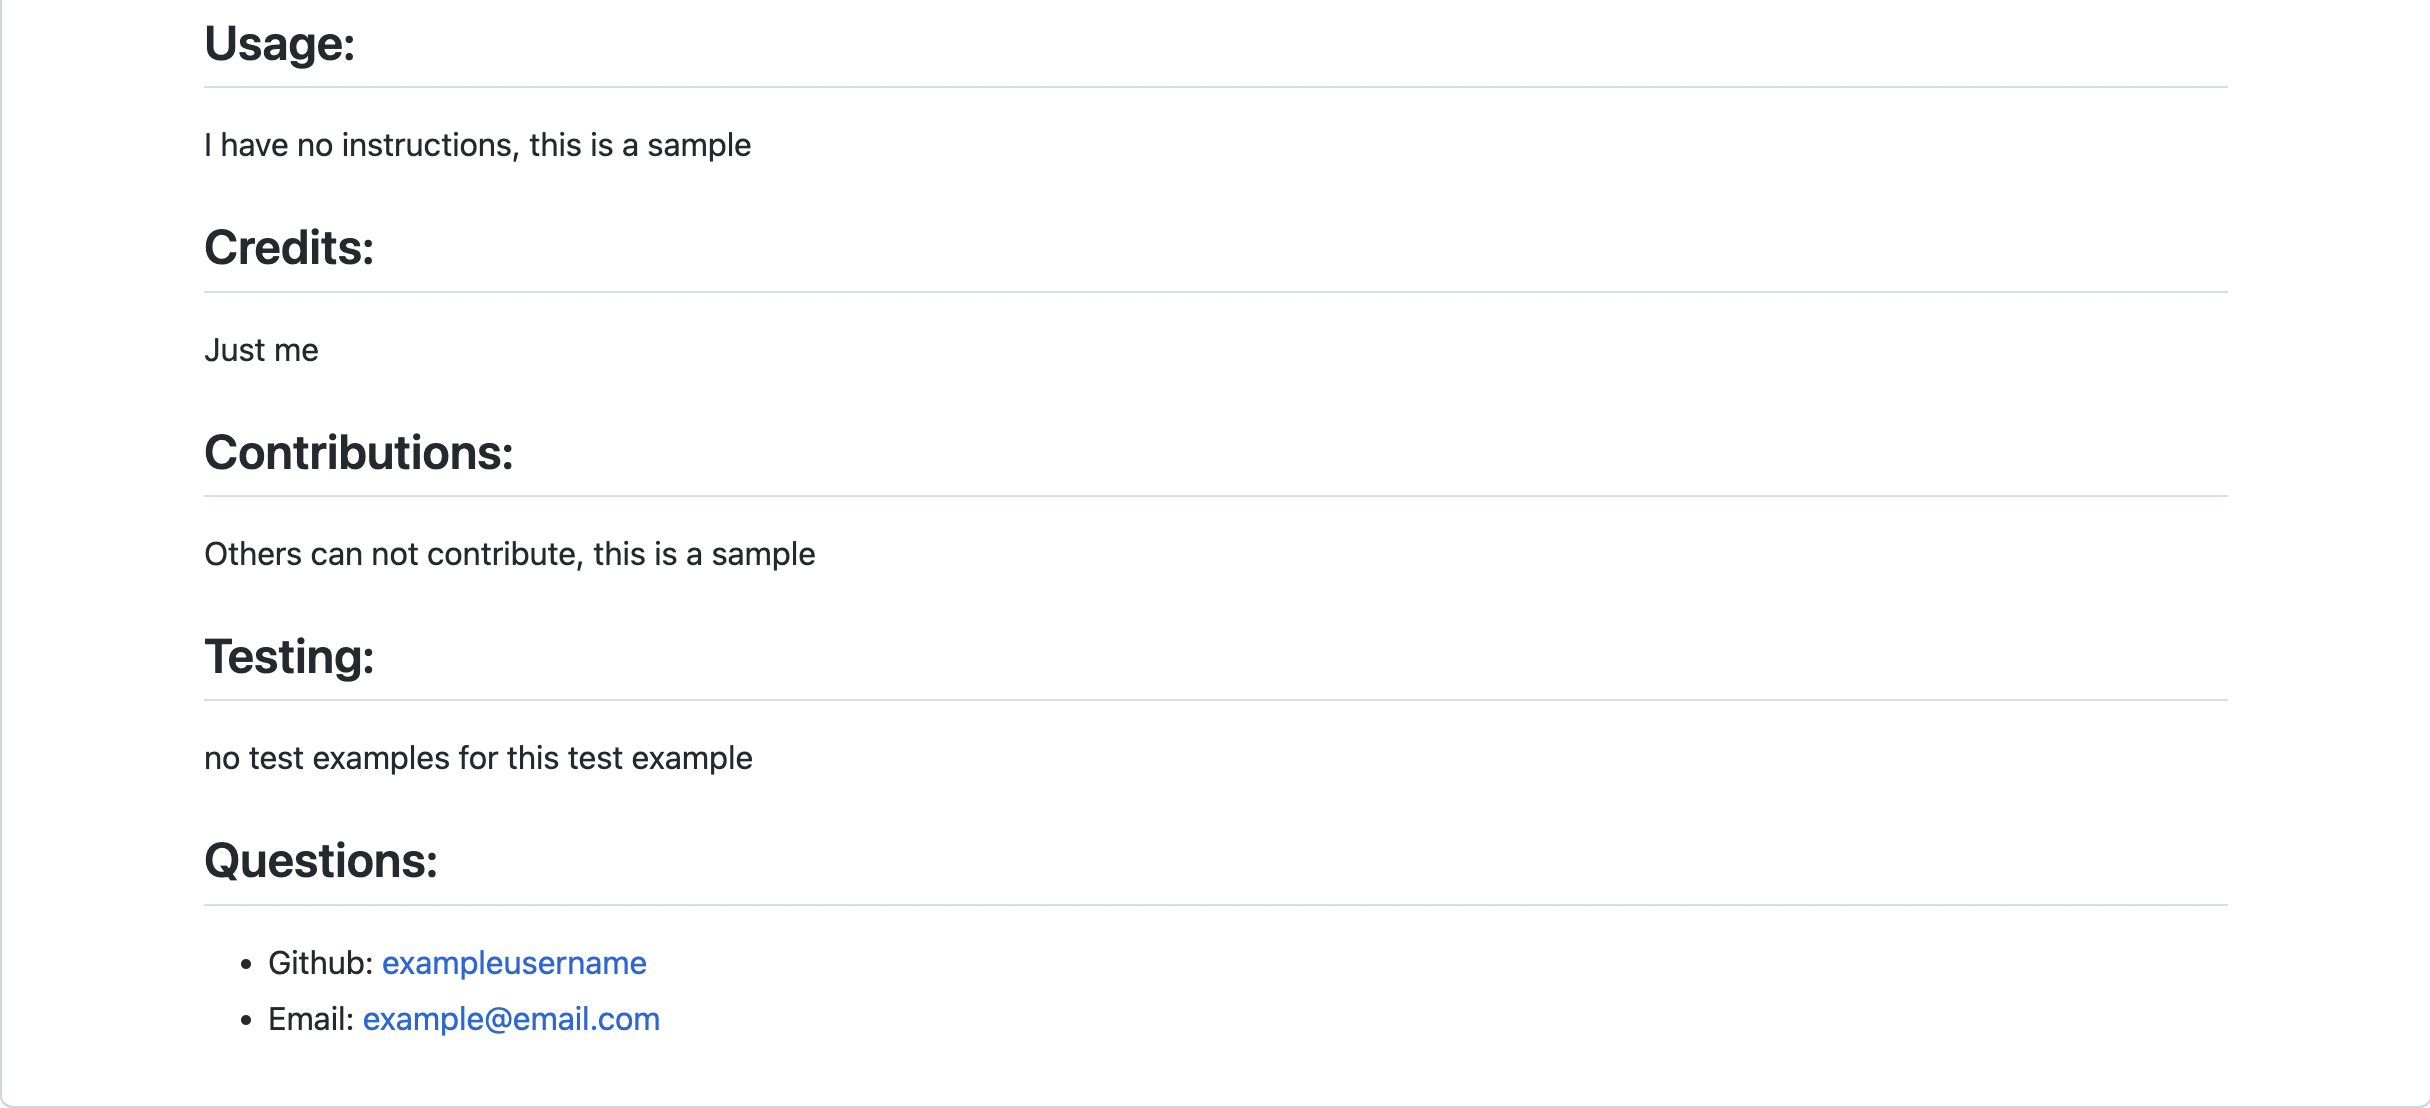 Usage:
I have no instructions, this is a sample
Credits:
Just me
Contributions:
Others can not contribute, this is a sample
Testing:
no test examples for this test example
Questions:
• Github: exampleusername
• Email: example@email.com